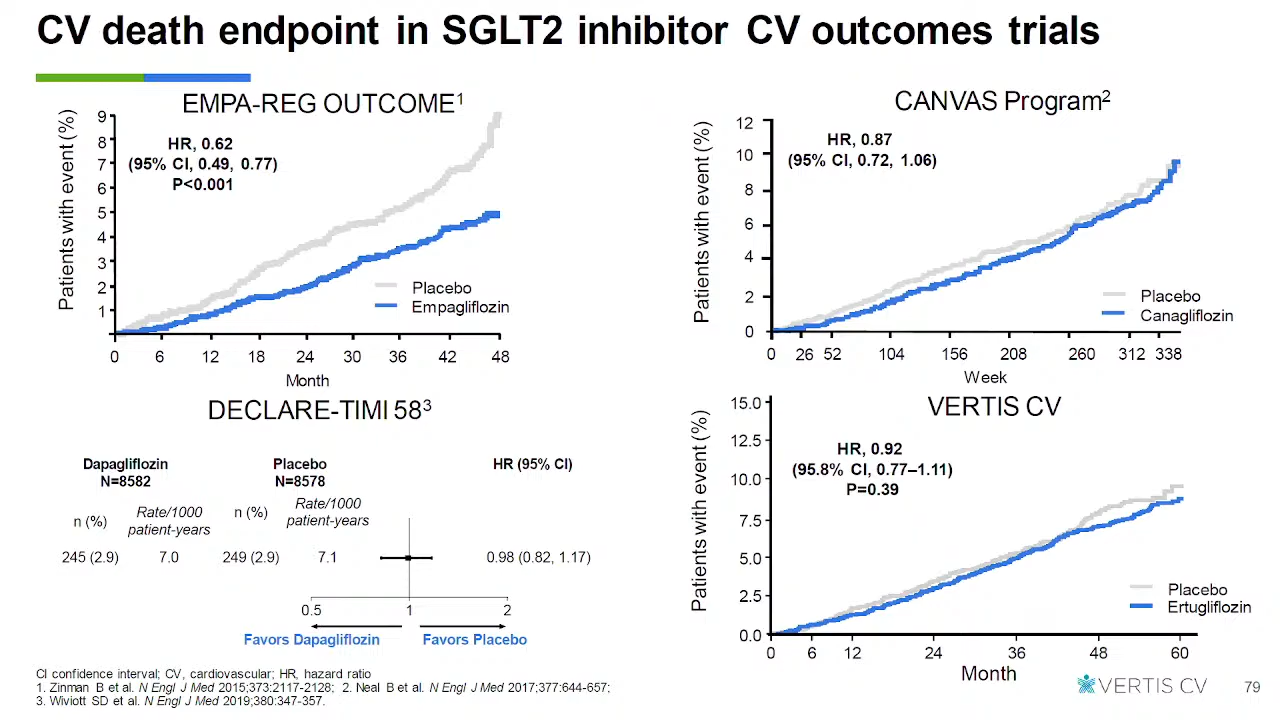 CV death endpoint in SGLT2 inhibitor CV outcomes trials
EMPA-REG OUTCOME1
Patients with event (%)
9
8
7
6
5
4
3
2
1
HR, 0.62
(95% CI, 0.49, 0.77)
P<0.001
Placebo
Empagliflozin
0 6 12 18 24 30 36 42 48
Month
CANVAS Program2
Patients with event (%)
12
10
8
6
4
2
0
HR, 0.87
(95% CI, 0.72, 1.06)
Placebo
Canagliflozin
0 26 52 104 156 208 260 312 338
Week
DECLARE-TIMI 583
Dapagliflozin Placebo HR (95% CI)
N=8582 N=8578
n (%) Rate/1000 patient-years n (%) Rate/1000 patient-years
245 (2.9) 7.0 249 (2.9) 7.1 0.98 (0.82, 1.17)
0.5 1 2
Favors Dapagliflozin Favors Placebo
VERTIS CV
Patients with event (%)
15.0
12.5
10.0
7.5
5.0
2.5
0.0
HR, 0.92
(95.8% CI, 0.77–1.11)
P=0.39
Placebo
Ertugliflozin
0 6 12 24 36 48 60
Month
CI confidence interval; CV, cardiovascular; HR, hazard ratio
1. Zinman B et al. N Engl J Med 2015;373:2117-2128; 2. Neal B et al. N Engl J Med 2017;377:644-657;
3. Wiviott SD et al. N Engl J Med 2019;380:347-357.
VERTIS CV
79